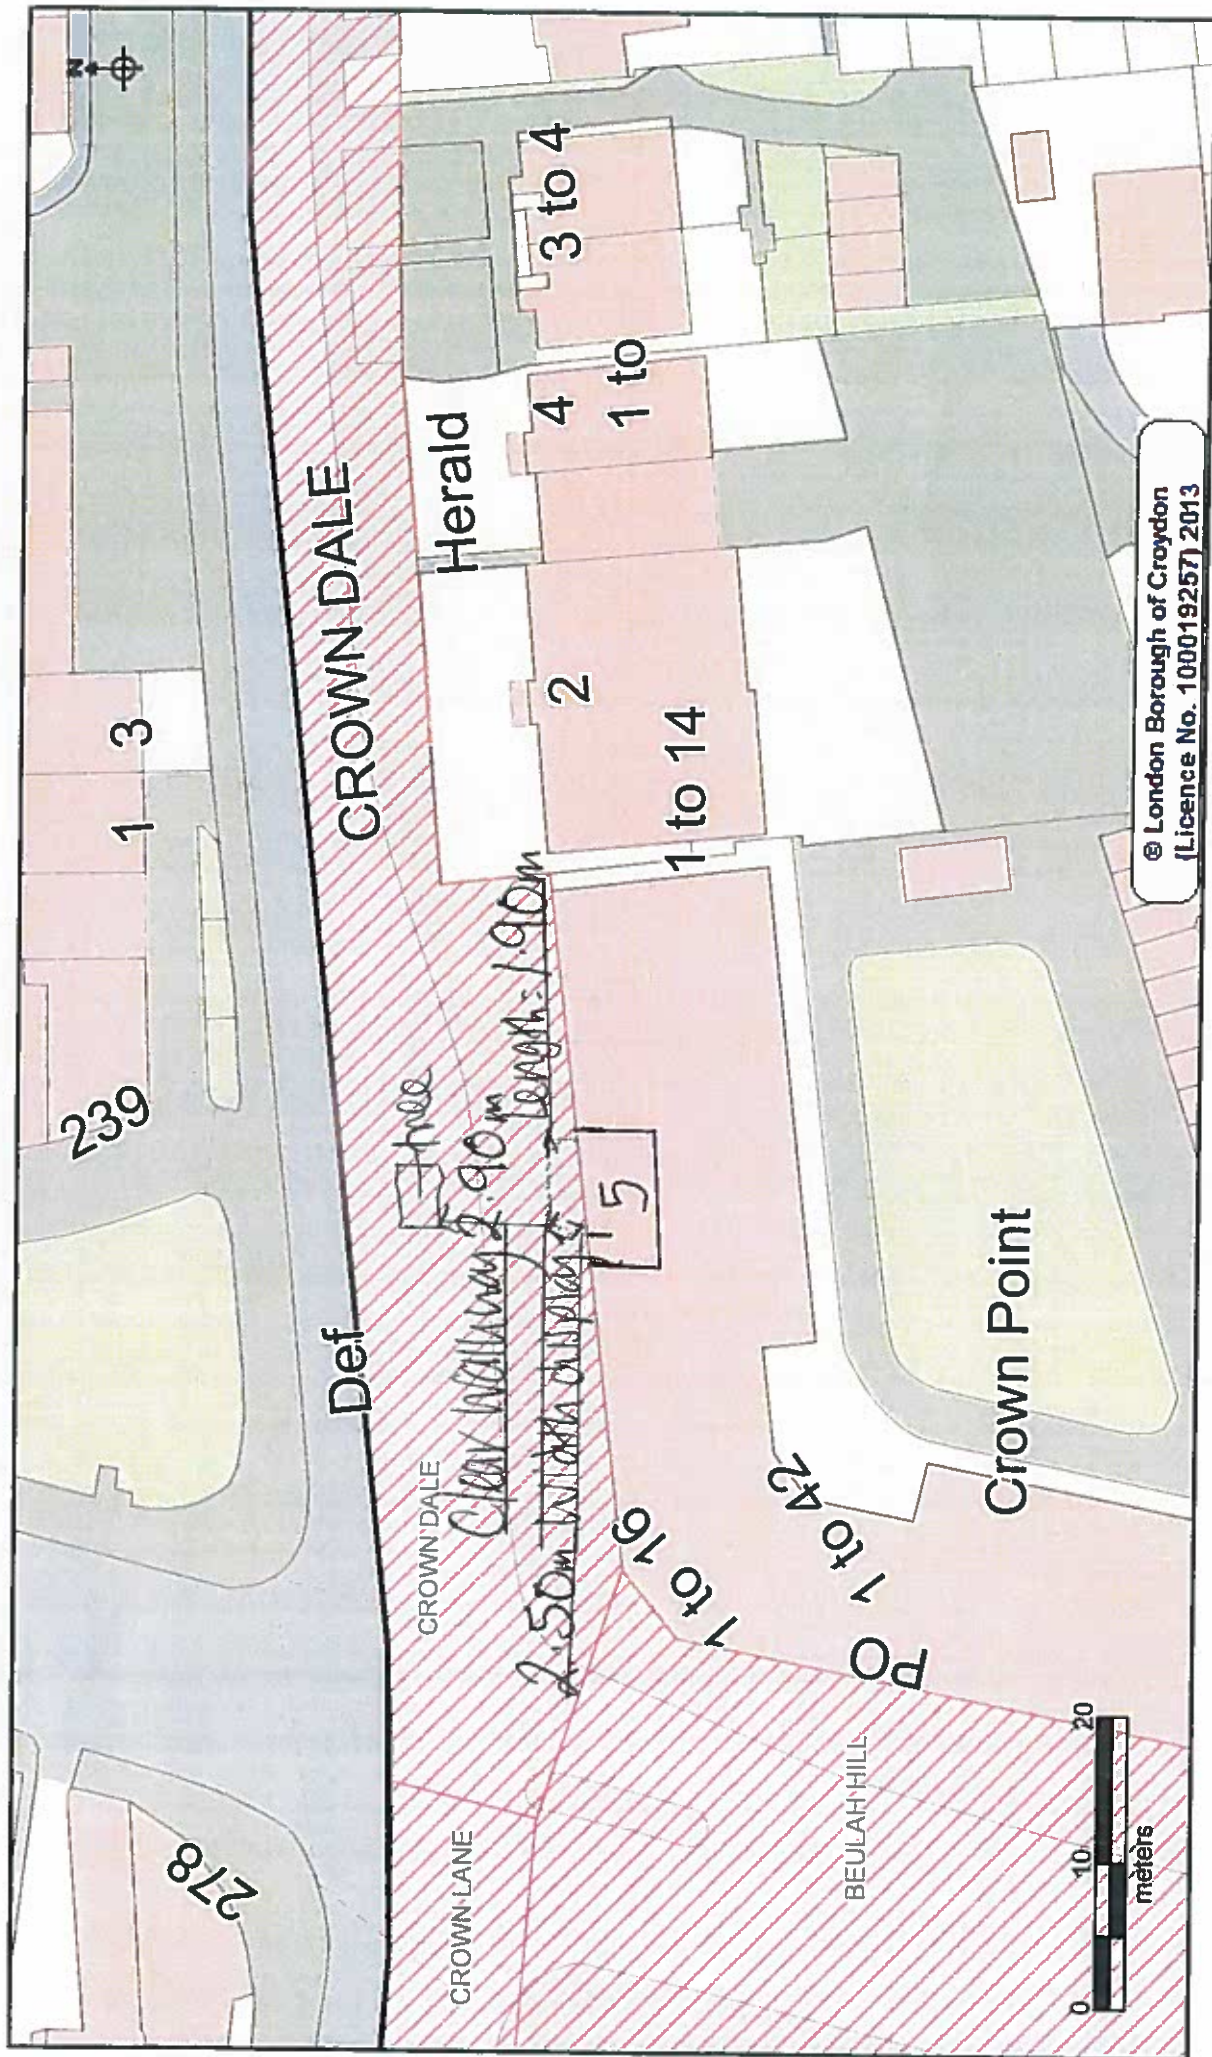 N
278
239
1
3
Def
CROWN DALE
CROWN LANE
CROWN DALE
tree
Clear walkway 2.90m
Length: 1.90m
2.50m width display
5
Herald
2
4
3 to 4
1 to
1 to 14
1 to 16
1 to 42
PO
Crown Point
BEULAH HILL
0
10
20
meters
© London Borough of Croydon
(Licence No. 100019257) 2013